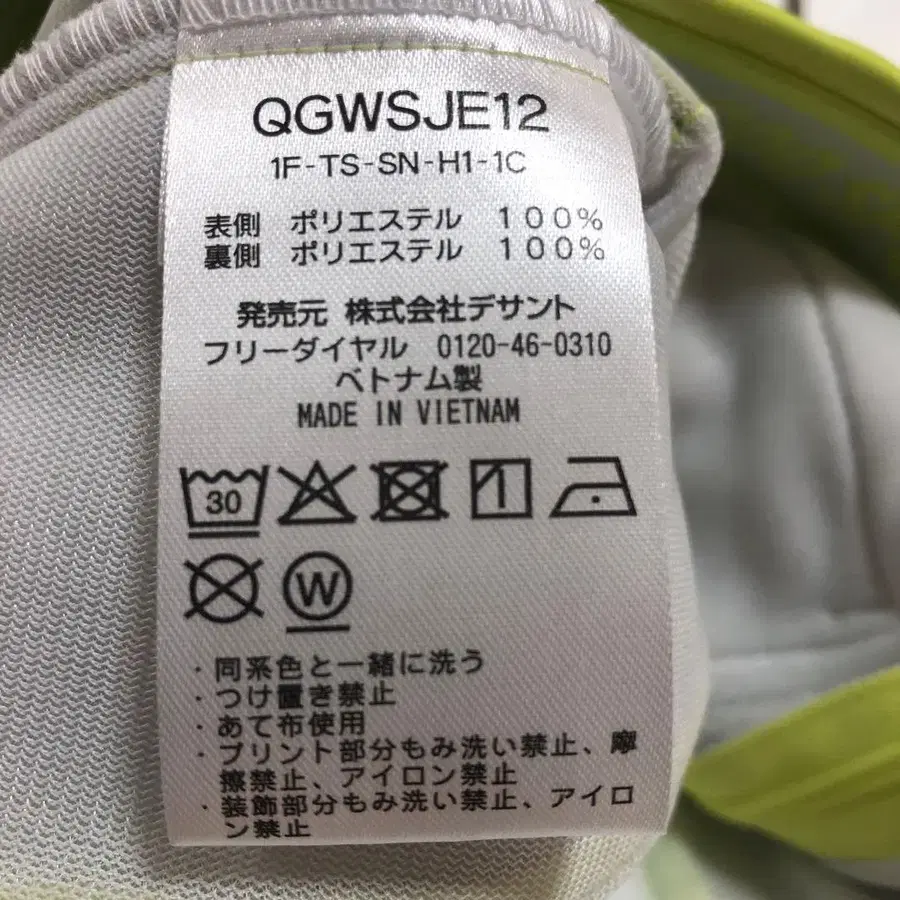 QGWSJE12
1F-TS-SN-H1-1C
表側 ポリエステル 100%
裏側 ポリエステル 100%
発売元 株式会社デサント
フリーダイヤル 0120-46-0310
ベトナム製
MADE IN VIETNAM
30
W
・同系色と一緒に洗う
・つけ置き禁止
・あて布使用
・プリント部分もみ洗い禁止、摩
擦禁止、アイロン禁止
・装飾部分もみ洗い禁止、アイロ
ン禁止